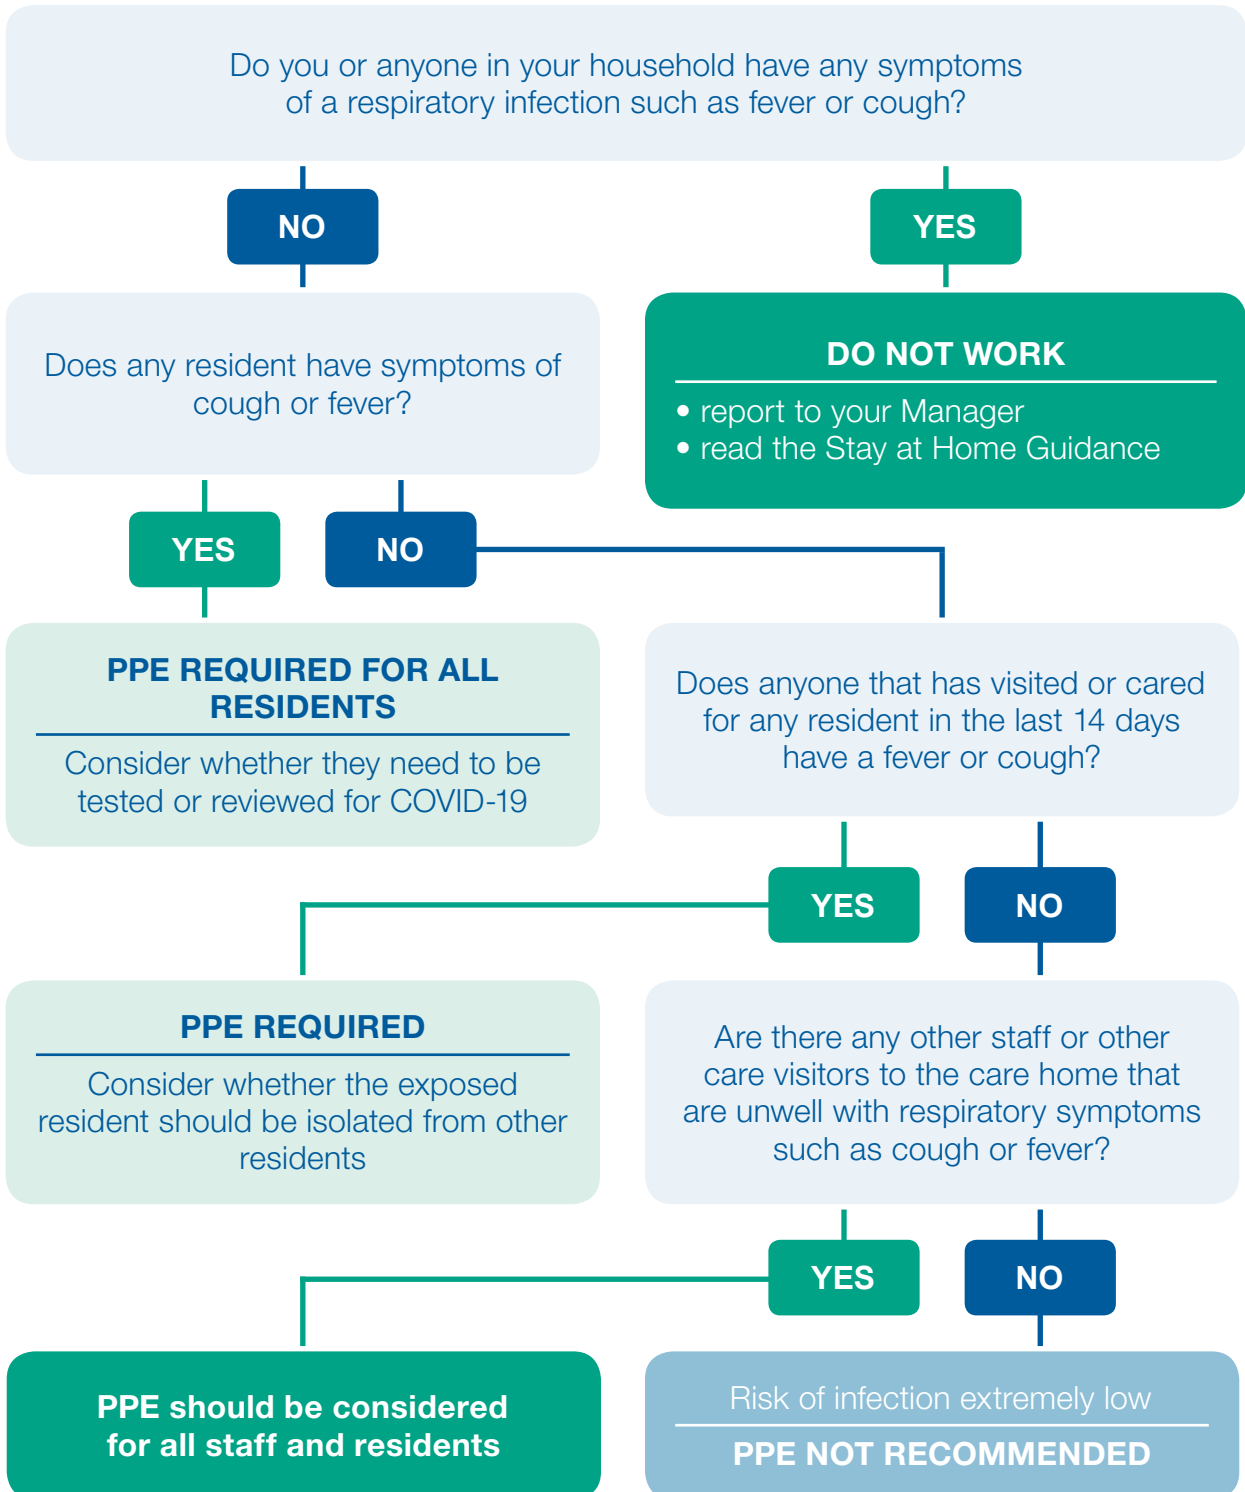 Do you or anyone in your household have any symptoms
of a respiratory infection such as fever or cough?
NO
YES
Does any resident have symptoms of
cough or fever?
DO NOT WORK
• report to your Manager
• read the Stay at Home Guidance
YES
NO
PPE REQUIRED FOR ALL
RESIDENTS
Consider whether they need to be
tested or reviewed for COVID-19
Does anyone that has visited or cared
for any resident in the last 14 days
have a fever or cough?
YES
NO
PPE REQUIRED
Consider whether the exposed
resident should be isolated from other
residents
Are there any other staff or other
care visitors to the care home that
are unwell with respiratory symptoms
such as cough or fever?
YES
NO
PPE should be considered
for all staff and residents
Risk of infection extremely low
PPE NOT RECOMMENDED